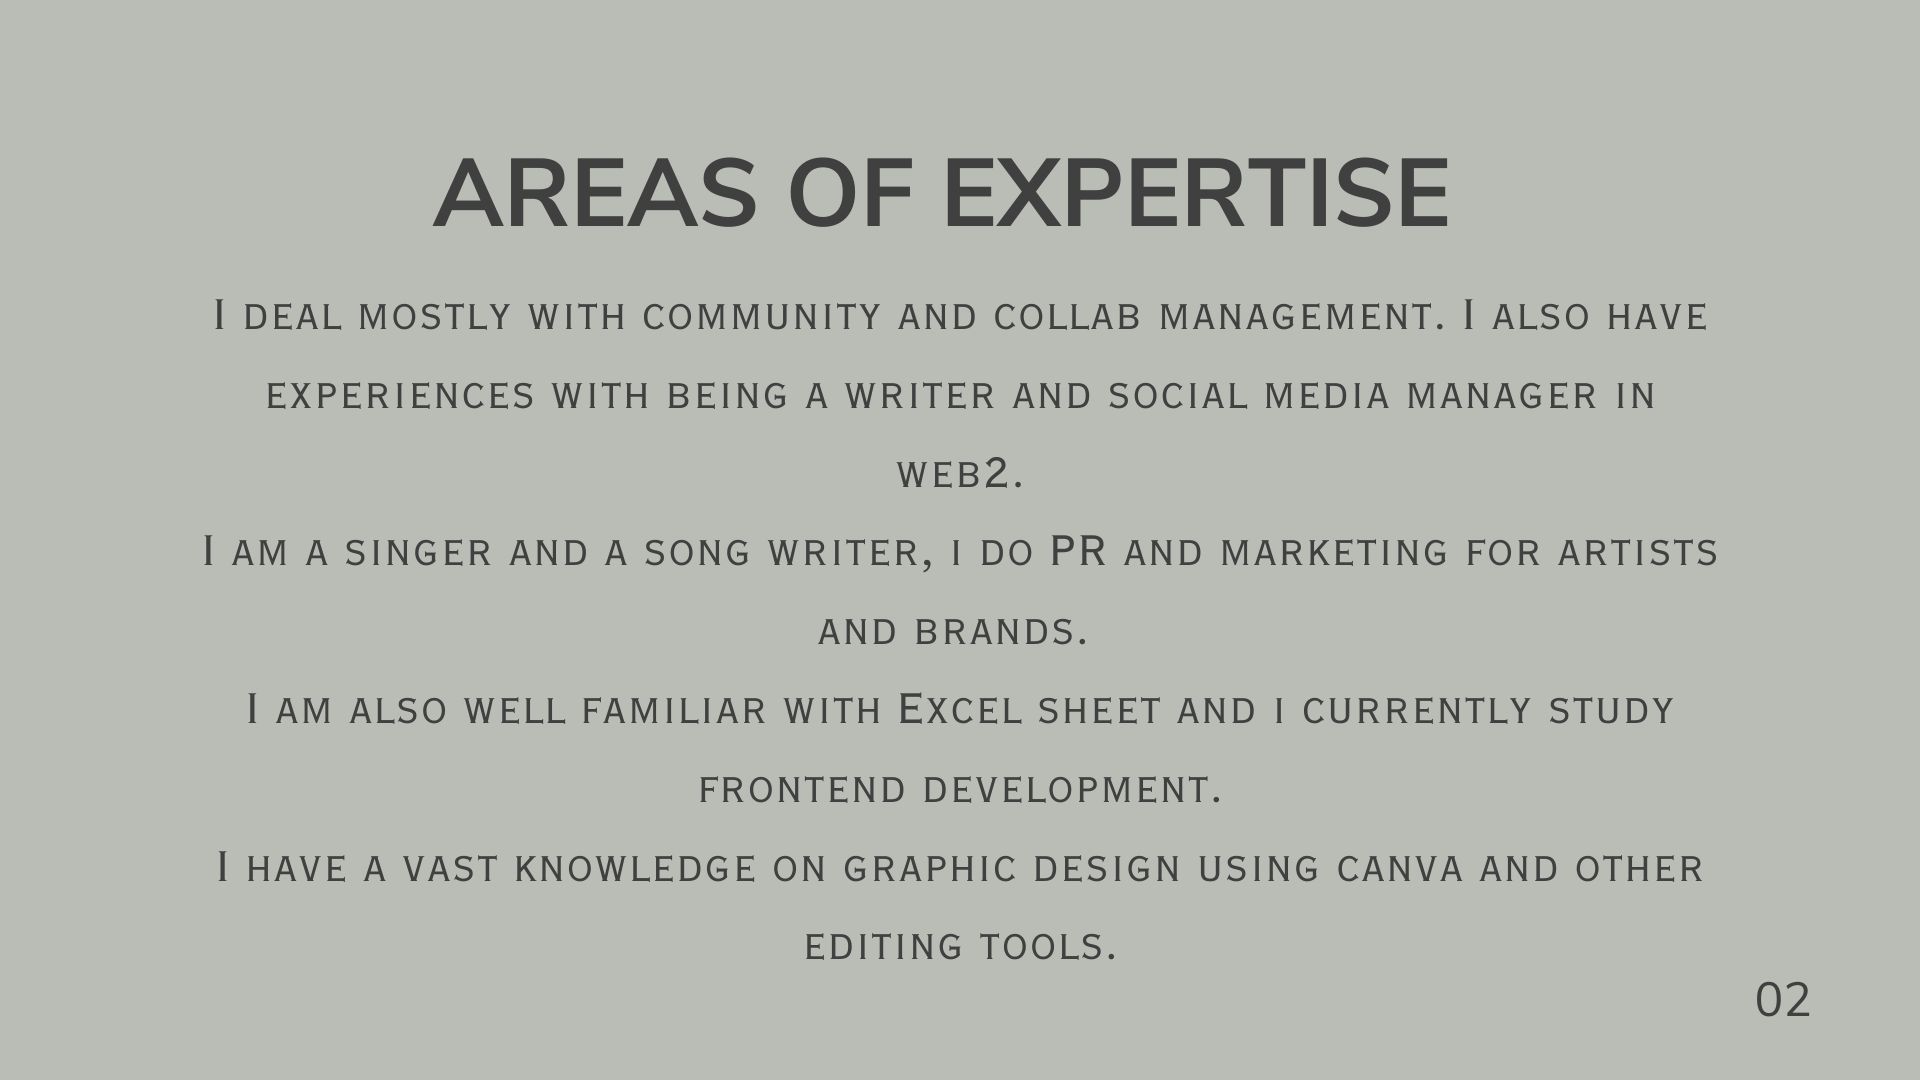 AREAS OF EXPERTISE
I deal mostly with community and collab management. I also have
experiences with being a writer and social media manager in
web2.
I am a singer and a song writer, i do PR and marketing for artists
and brands.
I am also well familiar with Excel sheet and i currently study
frontend development.
I have a vast knowledge on graphic design using canva and other
editing tools.
02